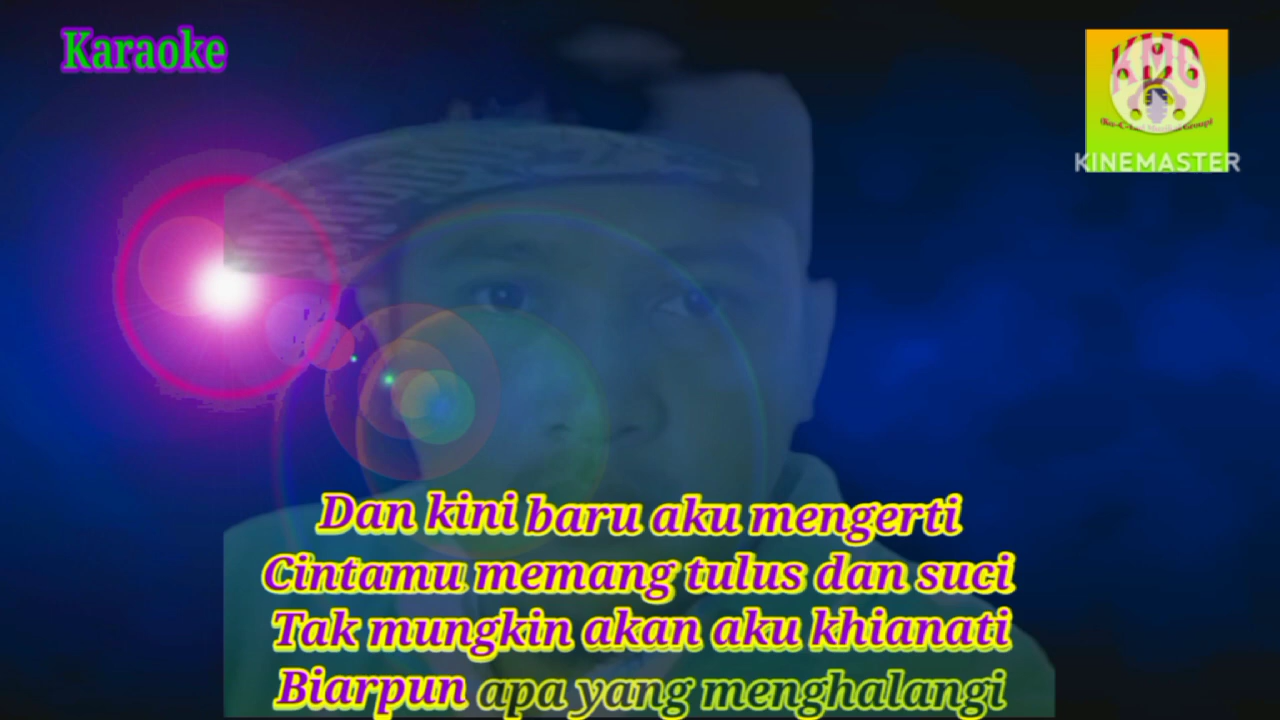 Karaoke
KMC
KINEMASTER
Dan kini baru aku mengerti
Cintamu memang tulus dan suci
Tak mungkin akan aku khianati
Biarpun apa yang menghalangi